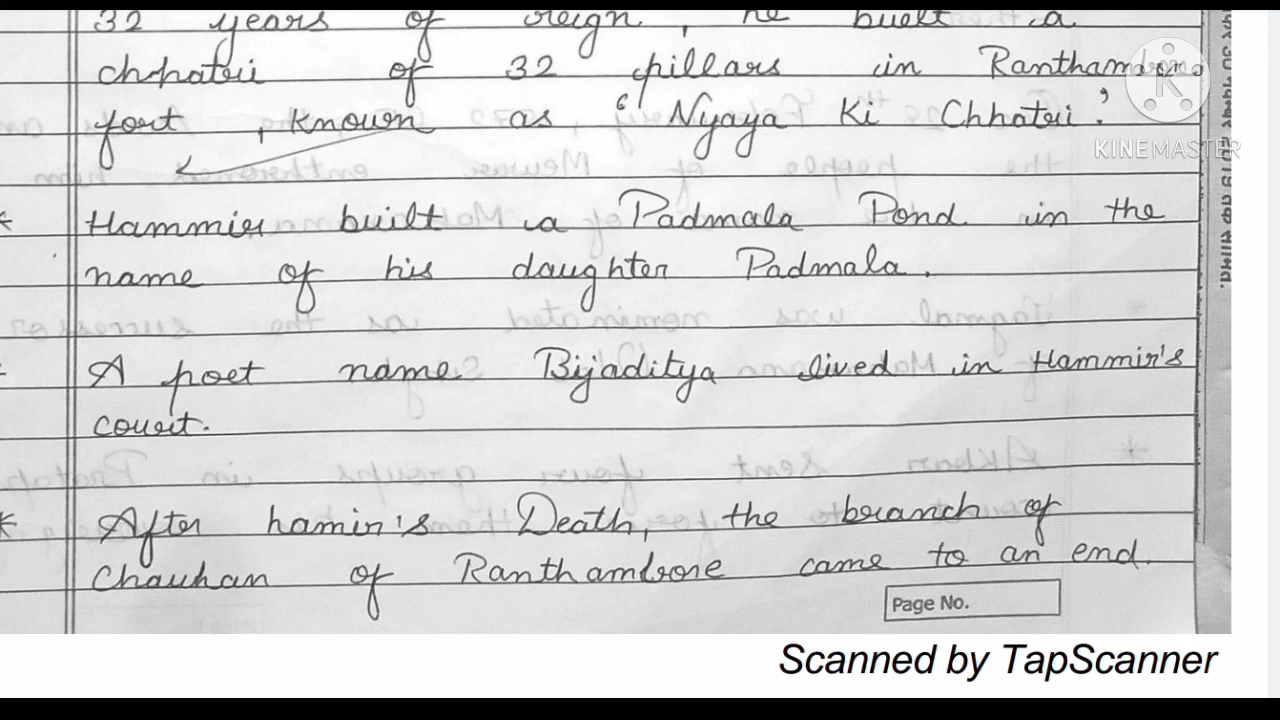 32 years of reign, he built a
chhatri of 32 pillars in Ranthambore
fort, known as 'Nyaya Ki Chhatri'.
KINEMASTER
* Hammir built a Padmala Pond in the
name of his daughter Padmala.
A poet name Bijaditya lived in Hammir's
court.
* After hamir's Death, the branch of
Chauhan of Ranthambore came to an end.
Page No.
Scanned by TapScanner